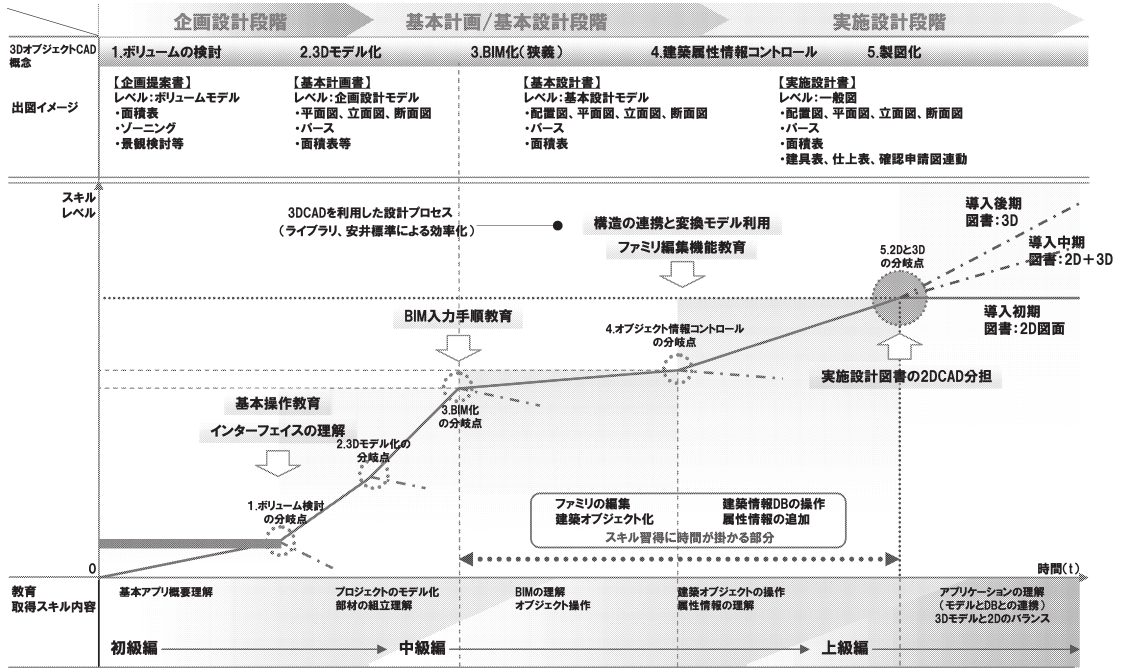 企画設計段階
基本計画/基本設計段階
実施設計段階
3DオブジェクトCAD
概念
1.ボリュームの検討
2.3Dモデル化
3.BIM化(狭義)
4.建築属性情報コントロール
5.製図化
出図イメージ
【企画提案書】
レベル:ボリュームモデル
・面積表
・ゾーニング
・景観検討等
【基本計画書】
レベル:企画設計モデル
・平面図、立面図、断面図
・パース
・面積表等
【基本設計書】
レベル:基本設計モデル
・配置図、平面図、立面図、断面図
・パース
・面積表
【実施設計書】
レベル:一般図
・配置図、平面図、立面図、断面図
・パース
・面積表
・建具表、仕上表、確認申請図連動
スキル
レベル
3DCADを利用した設計プロセス
(ライブラリ、安井標準による効率化)
構造の連携と変換モデル利用
ファミリ編集機能教育
導入後期
図書:3D
導入中期
図書:2D+3D
5.2Dと3D
の分岐点
導入初期
図書:2D図面
BIM入力手順教育
4.オブジェクト情報コントロール
の分岐点
実施設計図書の2DCAD分担
基本操作教育
インターフェイスの理解
3.BIM化
の分岐点
2.3Dモデル化の
分岐点
1.ボリューム検討
の分岐点
ファミリの編集
建築オブジェクト化
建築情報DBの操作
属性情報の追加
スキル習得に時間が掛かる部分
0
時間(t)
教育
取得スキル内容
基本アプリ概要理解
プロジェクトのモデル化
部材の組立理解
BIMの理解
オブジェクト操作
建築オブジェクトの操作
属性情報の理解
アプリケーションの理解
(モデルとDBとの連携)
3Dモデルと2Dのバランス
初級編
中級編
上級編